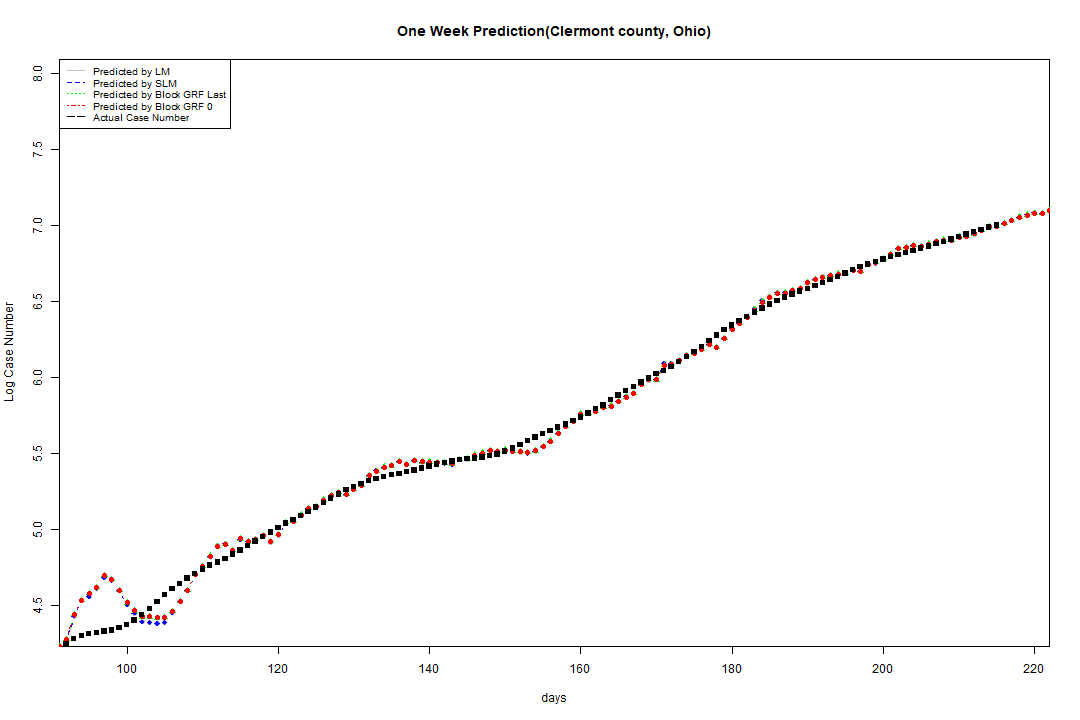 One Week Prediction(Clermont county, Ohio)
Predicted by LM
Predicted by SLM
Predicted by Block GRF Last
Predicted by Block GRF 0
Actual Case Number
8.0
7.5
7.0
6.5
6.0
5.5
5.0
4.5
Log Case Number
100 120 140 160 180 200 220
days